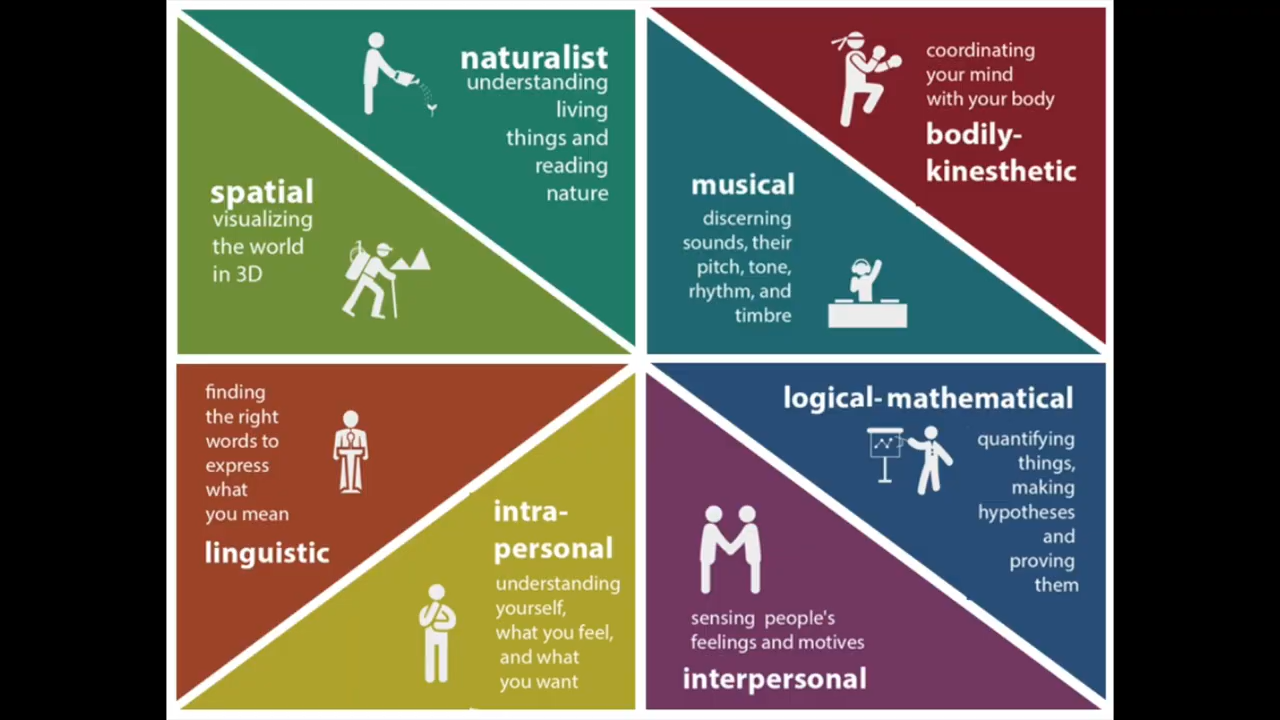 naturalist
understanding
living
things and
reading
nature
spatial
visualizing
the world
in 3D
coordinating
your mind
with your body
bodily-
kinesthetic
musical
discerning
sounds, their
pitch, tone,
rhythm, and
timbre
finding
the right
words to
express
what
you mean
linguistic
intra-
personal
understanding
yourself,
what you feel,
and what
you want
logical-mathematical
quantifying
things,
making
hypotheses
and
proving
them
sensing people's
feelings and motives
interpersonal